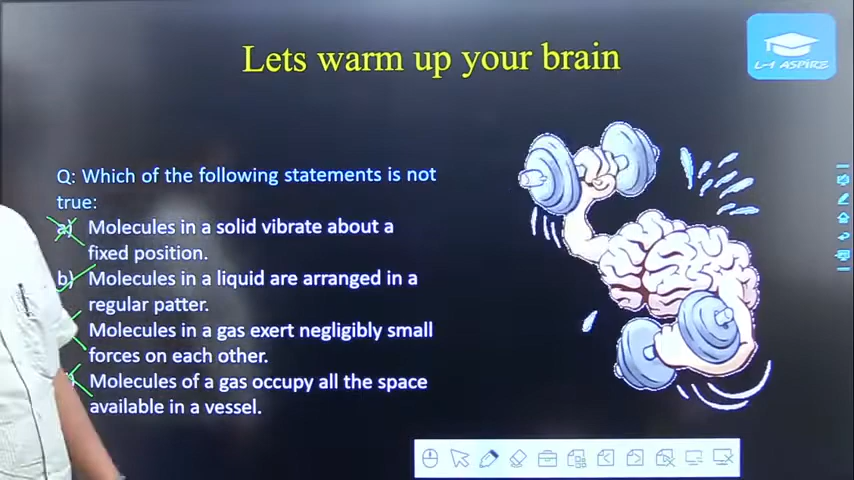 Lets warm up your brain
L-1 ASPIRE
Q: Which of the following statements is not
true:
a) Molecules in a solid vibrate about a
fixed position.
b) Molecules in a liquid are arranged in a
regular patter.
Molecules in a gas exert negligibly small
forces on each other.
Molecules of a gas occupy all the space
available in a vessel.